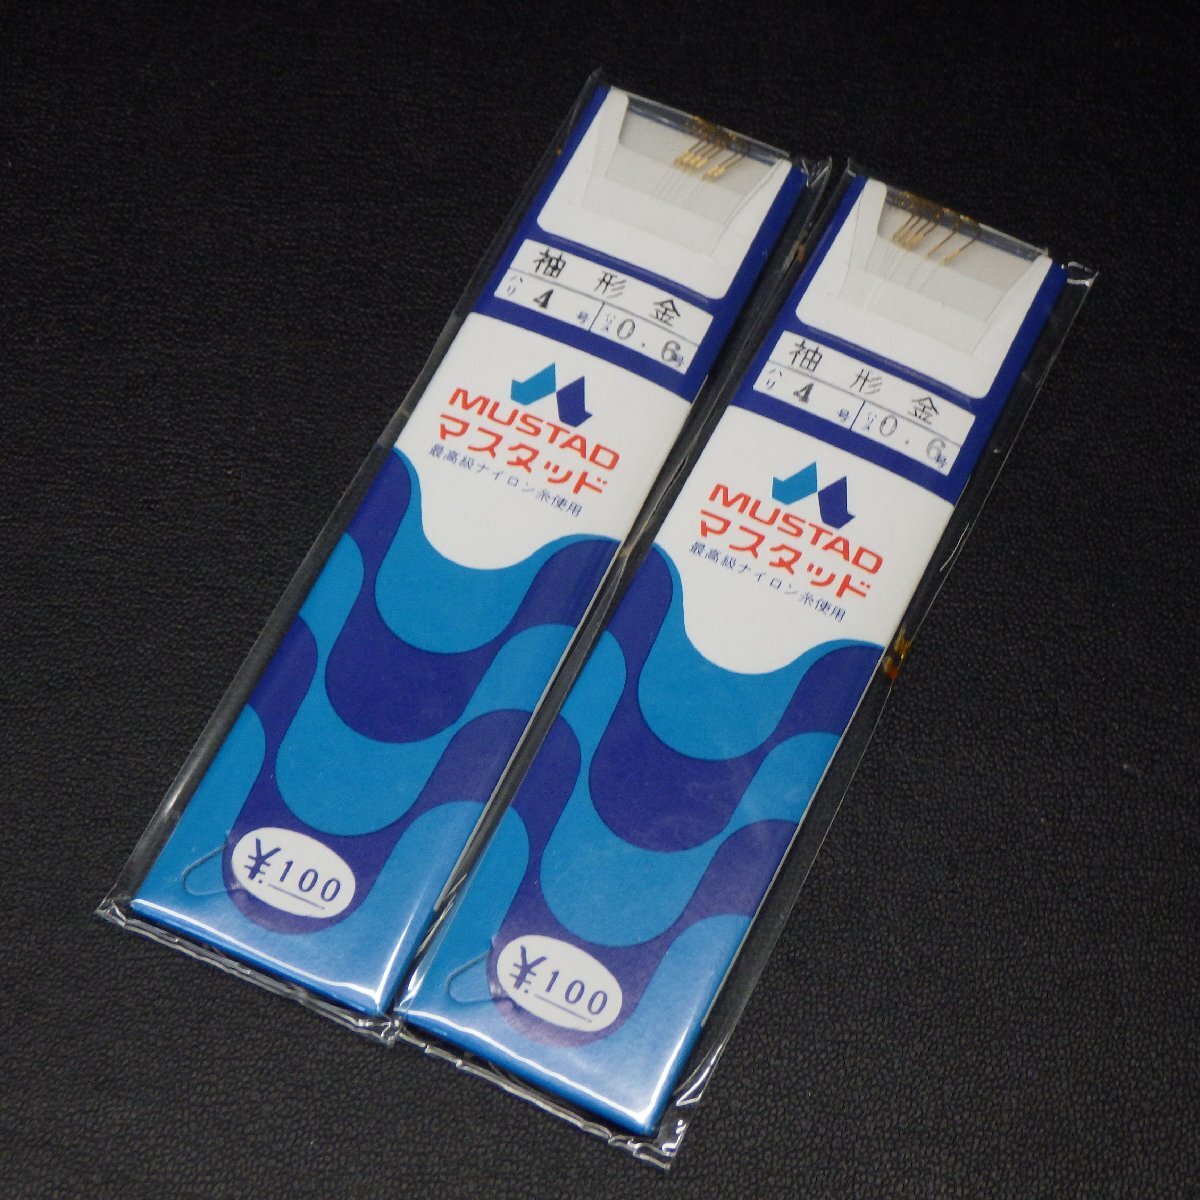 袖形金
ハリ 4号 ハリス 0.6号
MUSTAD
マスタッド
最高級ナイロン糸使用
¥100
袖形金
ハリ 4号 ハリス 0.6号
MUSTAD
マスタッド
最高級ナイロン糸使用
¥100